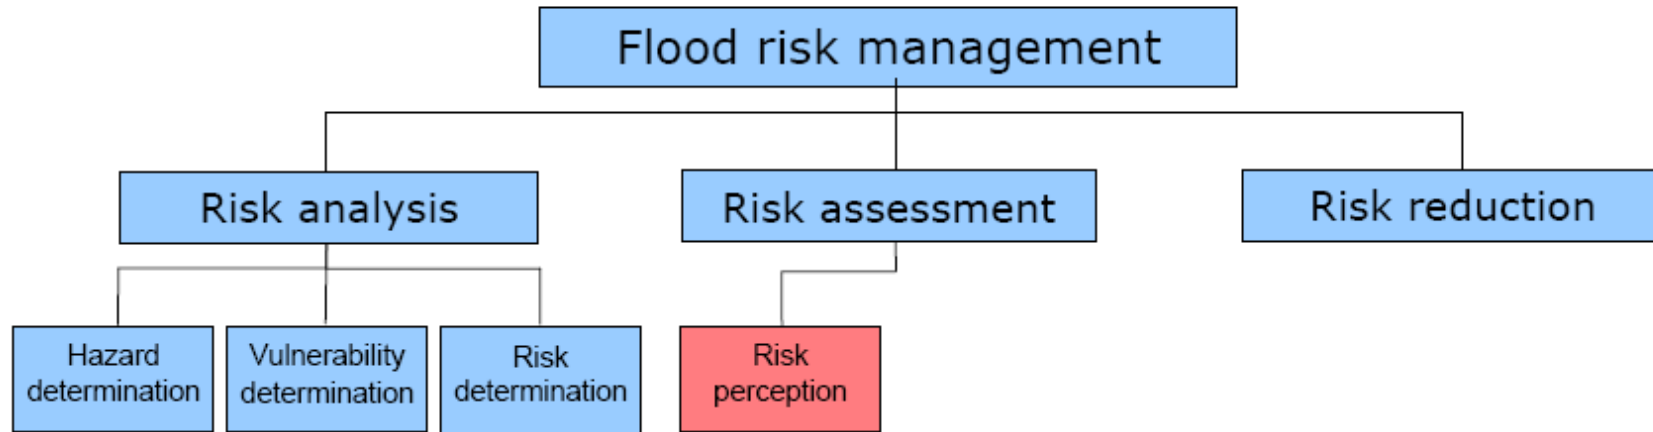 Flood risk management
Risk analysis
Risk assessment
Risk reduction
Hazard
determination
Vulnerability
determination
Risk
determination
Risk
perception